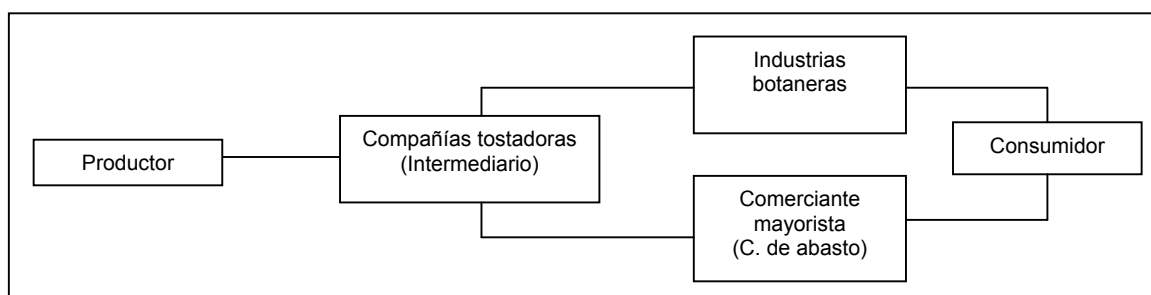 Productor
Compañías tostadoras
(Intermediario)
Industrias
botaneras
Comerciante
mayorista
(C. de abasto)
Consumidor